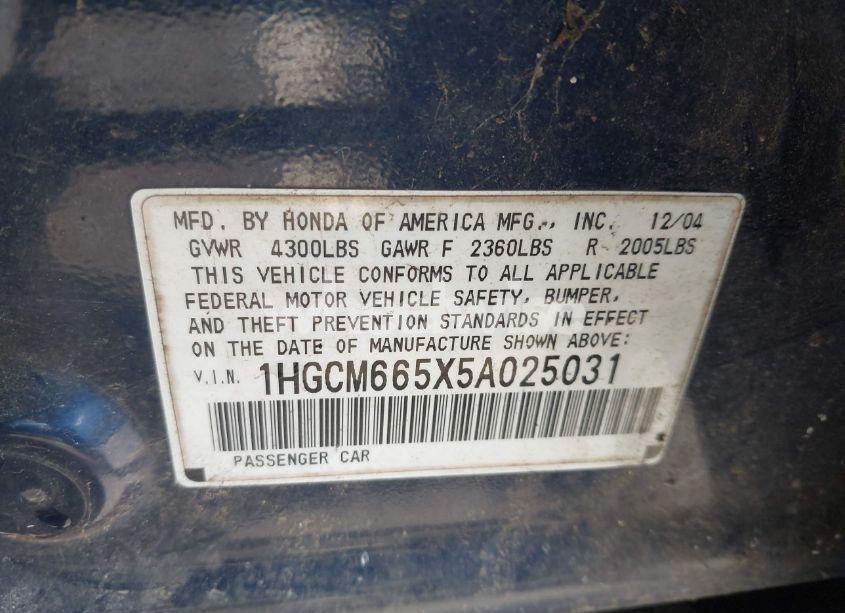 MFD. BY HONDA OF AMERICA MFG., INC. 12/04
GVWR 4300LBS GAWR F 2360LBS R 2005LBS
THIS VEHICLE CONFORMS TO ALL APPLICABLE
FEDERAL MOTOR VEHICLE SAFETY, BUMPER,
AND THEFT PREVENTION STANDARDS IN EFFECT
ON THE DATE OF MANUFACTURE SHOWN ABOVE:
V.I.N. 1HGCM665X5A025031
PASSENGER CAR